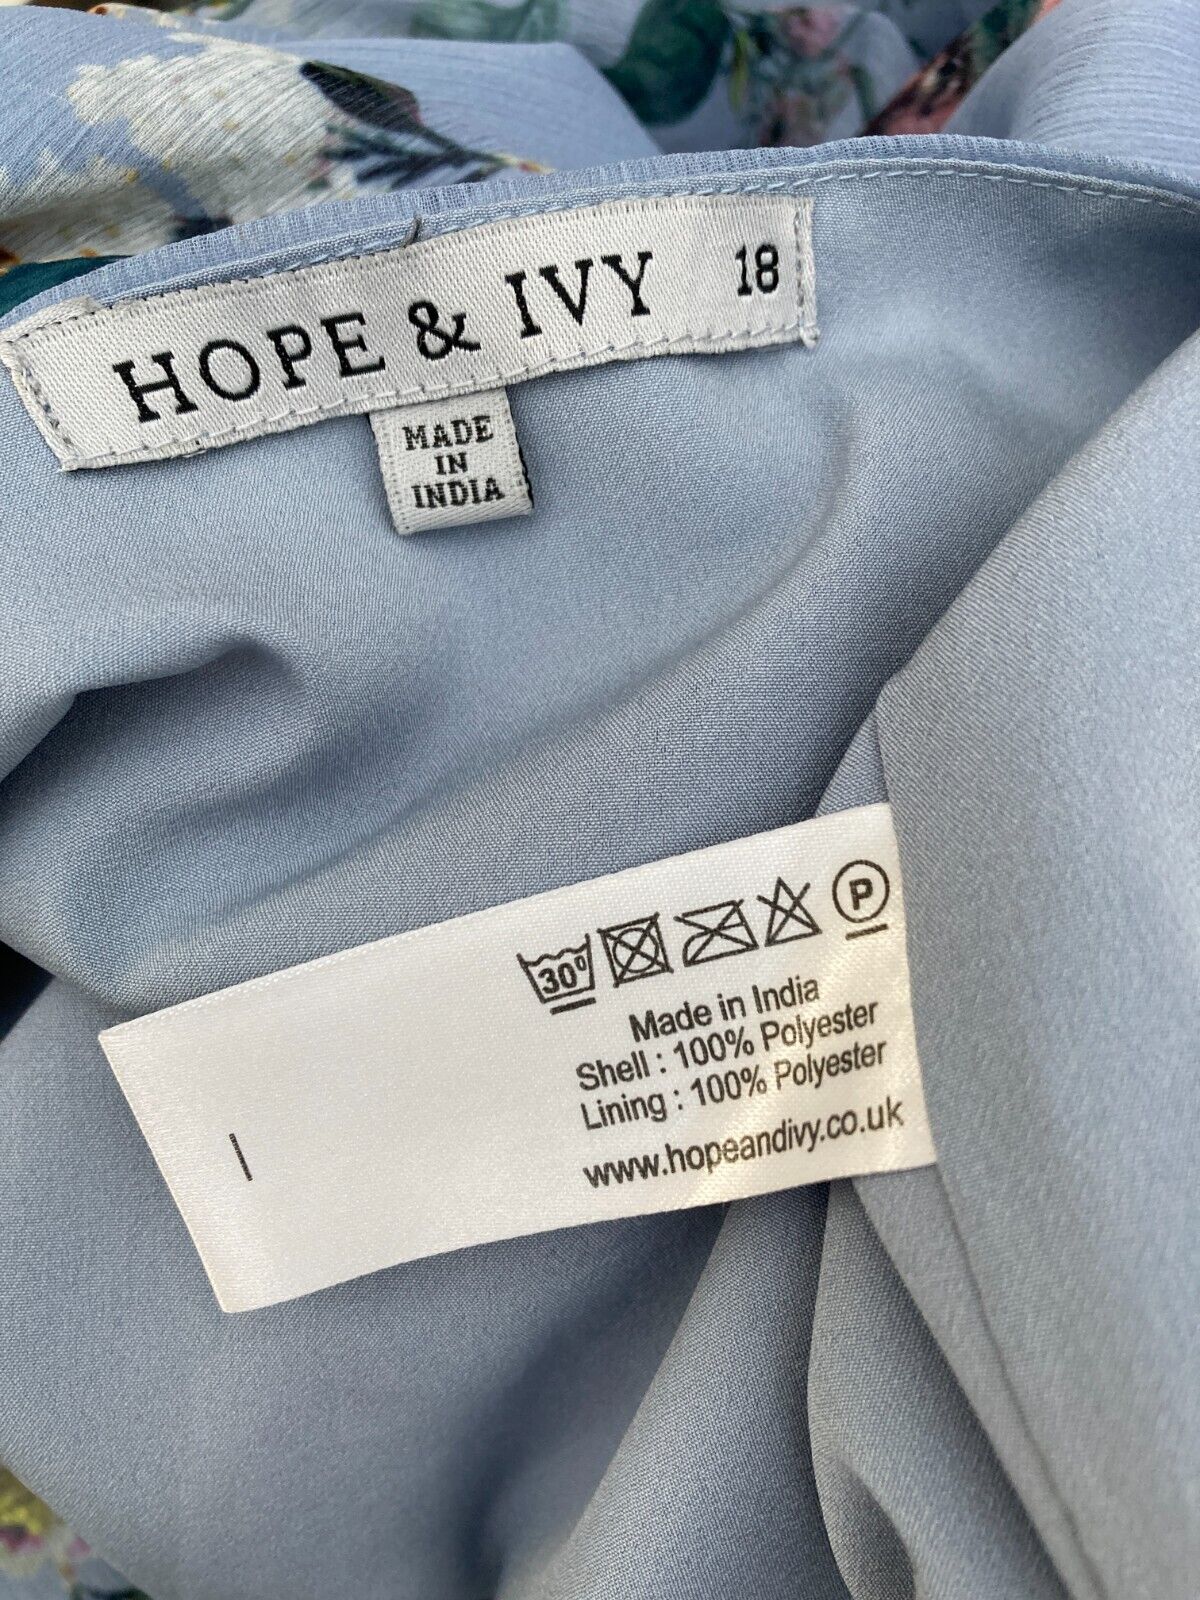 HOPE & IVY 18
MADE
IN
INDIA
30° P
Made in India
Shell : 100% Polyester
Lining : 100% Polyester
www.hopeandivy.co.uk